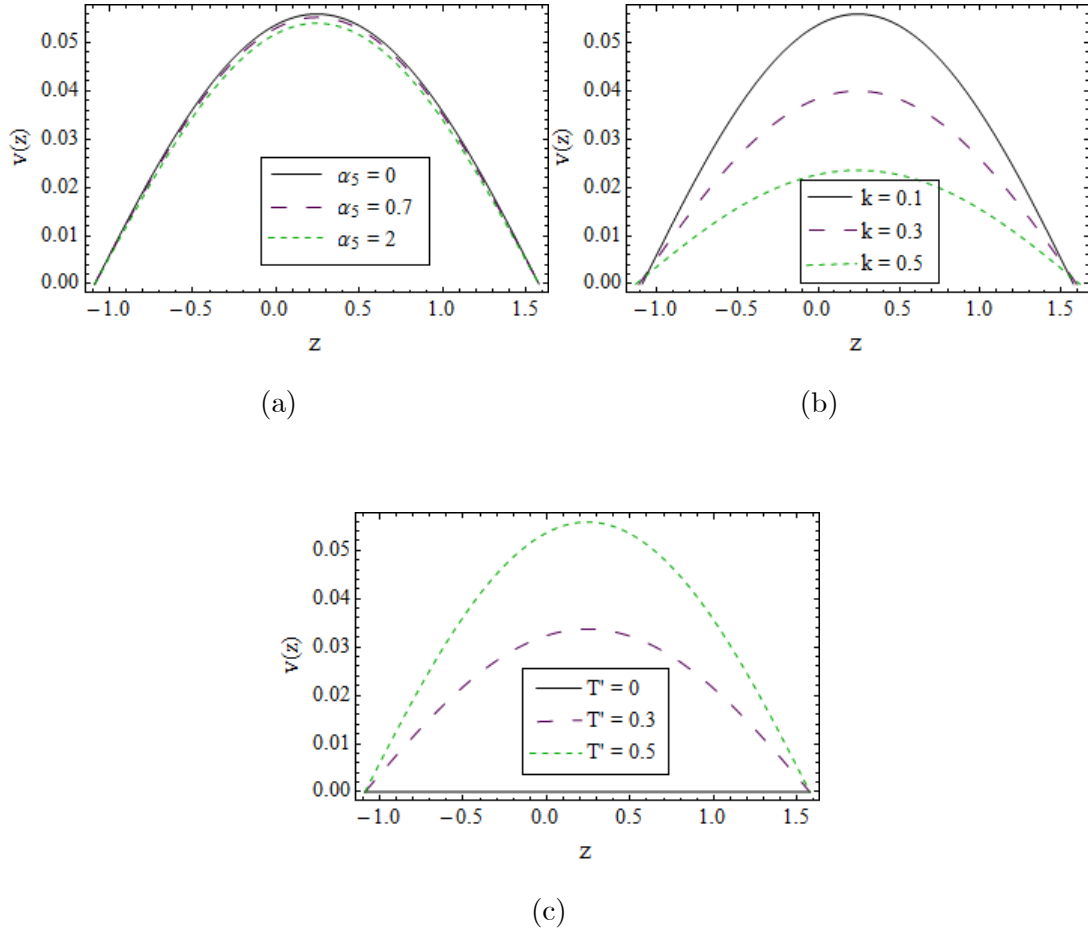 0.05
0.04
0.03
0.02
0.01
0.00
v(z)
α₅ = 0
α₅ = 0.7
α₅ = 2
−1.0 −0.5 0.0 0.5 1.0 1.5
z
(a)
0.05
0.04
0.03
0.02
0.01
0.00
v(z)
k = 0.1
k = 0.3
k = 0.5
−1.0 −0.5 0.0 0.5 1.0 1.5
z
(b)
0.05
0.04
0.03
0.02
0.01
0.00
v(z)
T' = 0
T' = 0.3
T' = 0.5
−1.0 −0.5 0.0 0.5 1.0 1.5
z
(c)